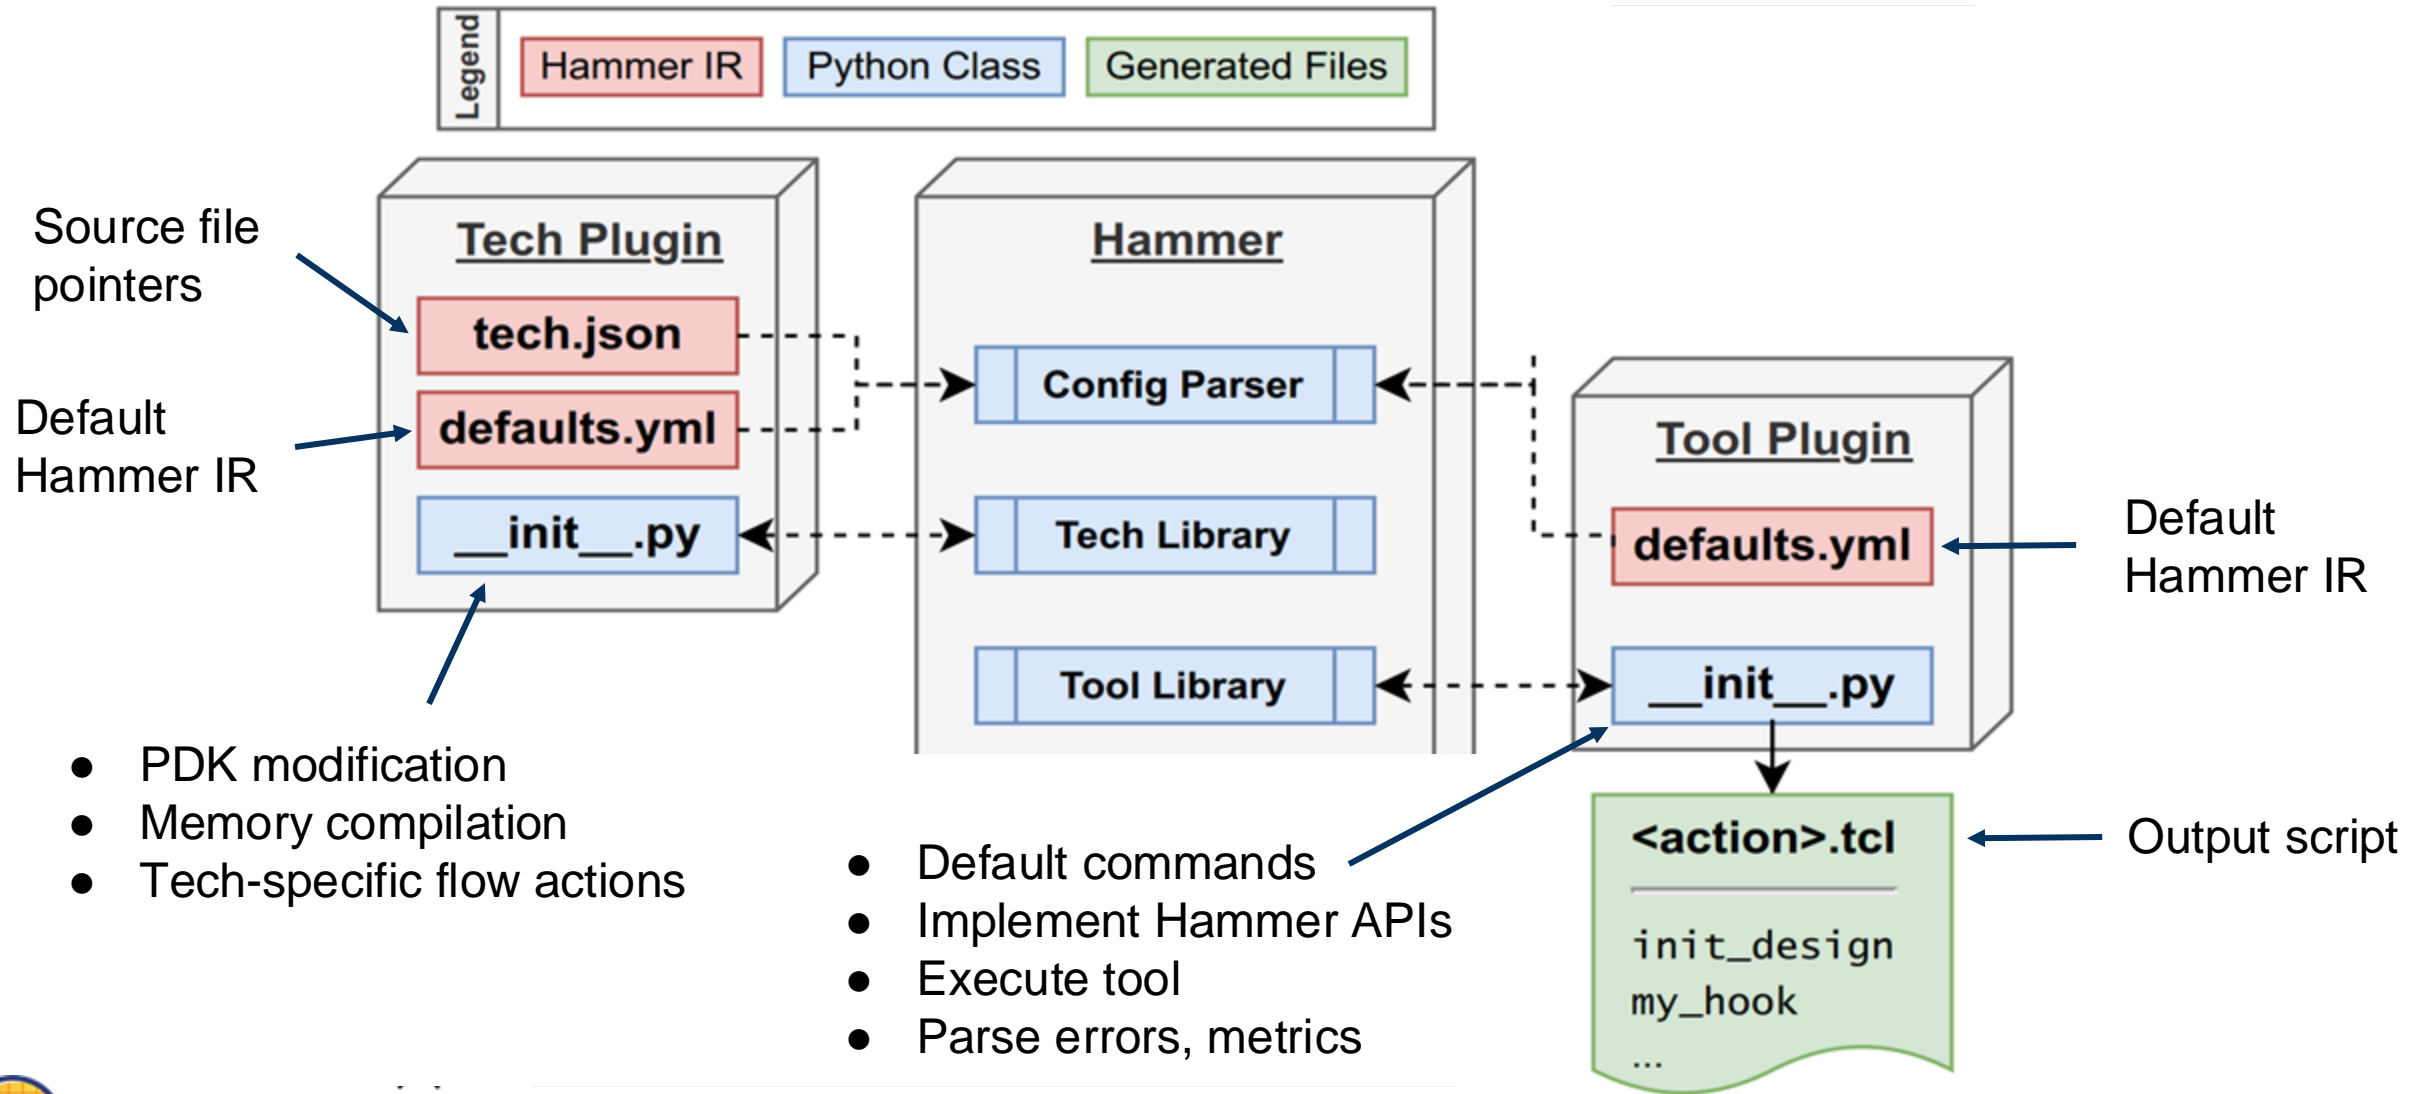 Legend
Hammer IR
Python Class
Generated Files
Source file
pointers
Default
Hammer IR
Tech Plugin
tech.json
defaults.yml
__init__.py
Hammer
Config Parser
Tech Library
Tool Library
Tool Plugin
defaults.yml
__init__.py
Default
Hammer IR
● PDK modification
● Memory compilation
● Tech-specific flow actions
● Default commands
● Implement Hammer APIs
● Execute tool
● Parse errors, metrics
<action>.tcl
init_design
my_hook
...
Output script